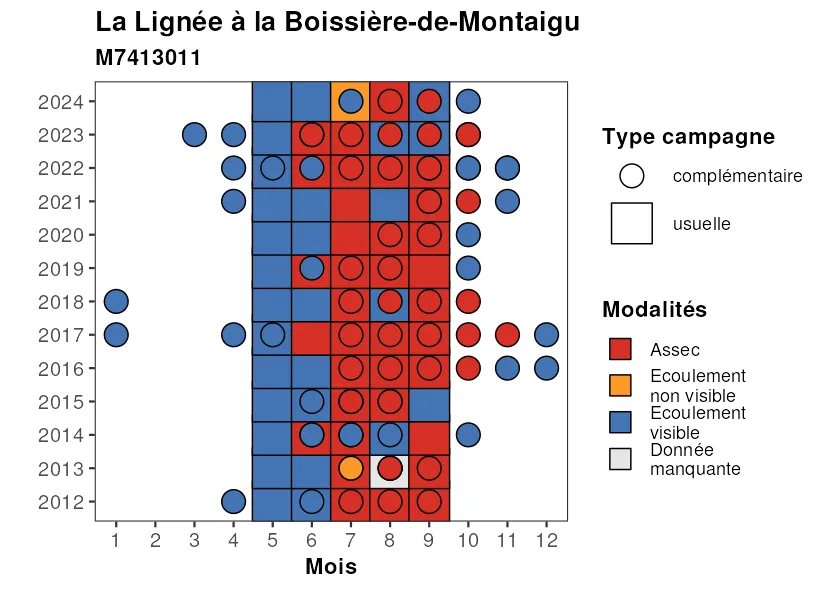 La Lignée à la Boissière-de-Montaigu
M7413011
2024
2023
2022
2021
2020
2019
2018
2017
2016
2015
2014
2013
2012
1 2 3 4 5 6 7 8 9 10 11 12
Mois
Type campagne
complémentaire
usuelle
Modalités
Assec
Ecoulement
non visible
Ecoulement
visible
Donnée
manquante